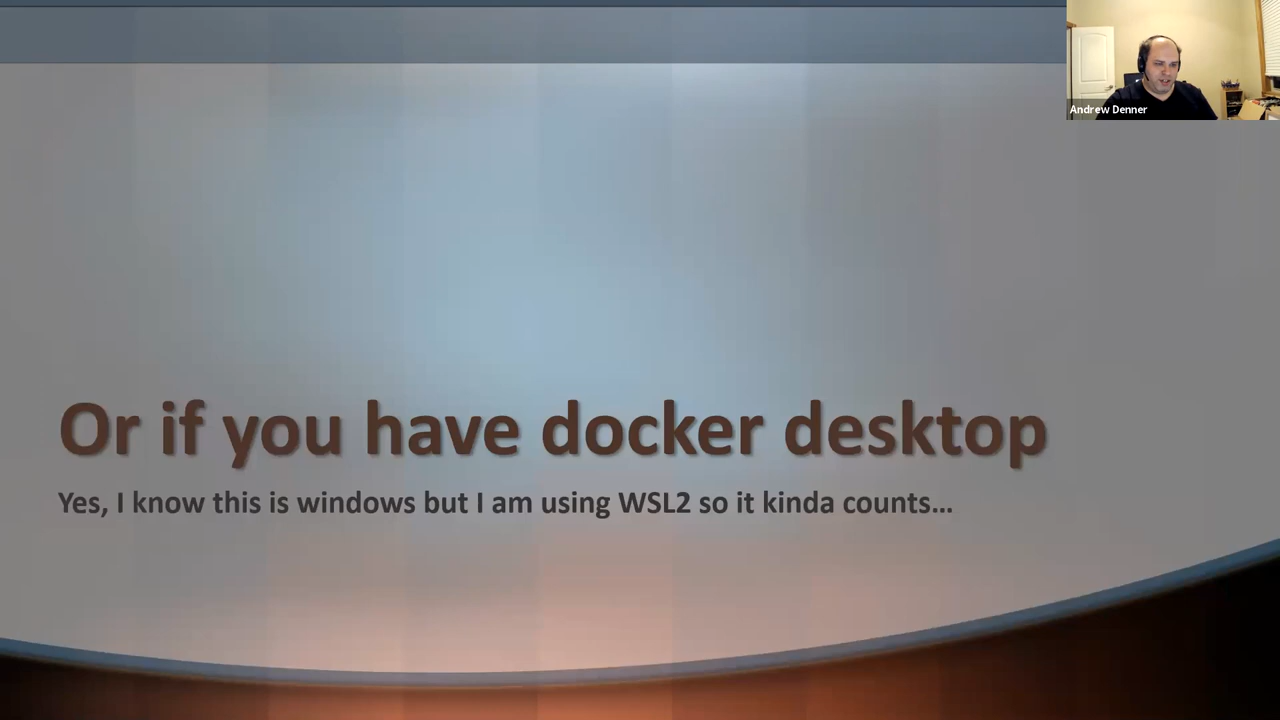 Andrew Denner
Or if you have docker desktop
Yes, I know this is windows but I am using WSL2 so it kinda counts...